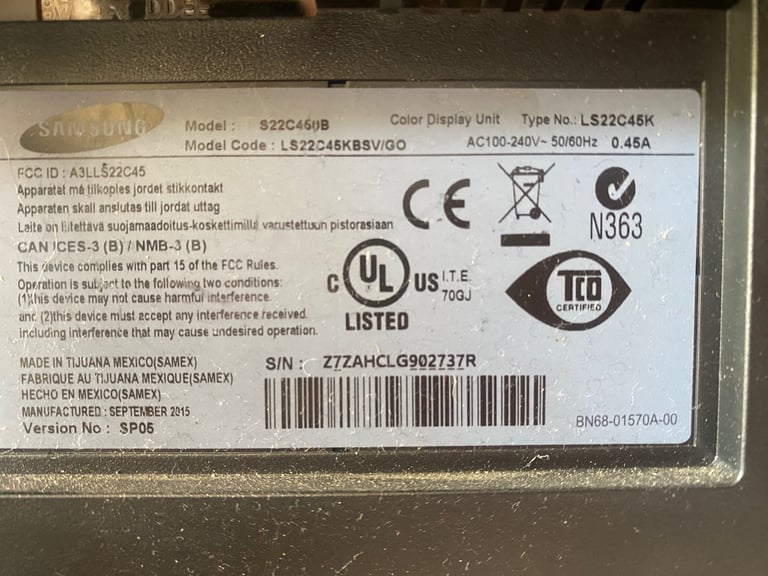 SAMSUNG
Model : S22C460B Color Display Unit Type No.: LS22C45K
Model Code : LS22C45KBSV/GO AC100-240V~ 50/60Hz 0.45A
FCC ID : A3LLS22C45
Apparatet må tilkoples jordet stikkontakt
Apparaten skall anslutas till jordat uttag
Laite on liitettävä suojamaadoitus-koskettimilla varustettuun pistorasiaan
CAN ICES-3 (B) / NMB-3 (B)
This device complies with part 15 of the FCC Rules.
Operation is subject to the following two conditions:
(1)this device may not cause harmful interference.
and (2)this device must accept any interference received.
including interference that may cause undesired operation.
C UL US I.T.E.
70GJ
LISTED
CE
N363
TCO
CERTIFIED
MADE IN TIJUANA MEXICO(SAMEX)
FABRIQUE AU TIJUANA MEXIQUE(SAMEX)
HECHO EN MEXICO(SAMEX)
MANUFACTURED : SEPTEMBER 2015
Version No : SP05
S/N : Z7ZAHCLG902737R
BN68-01570A-00